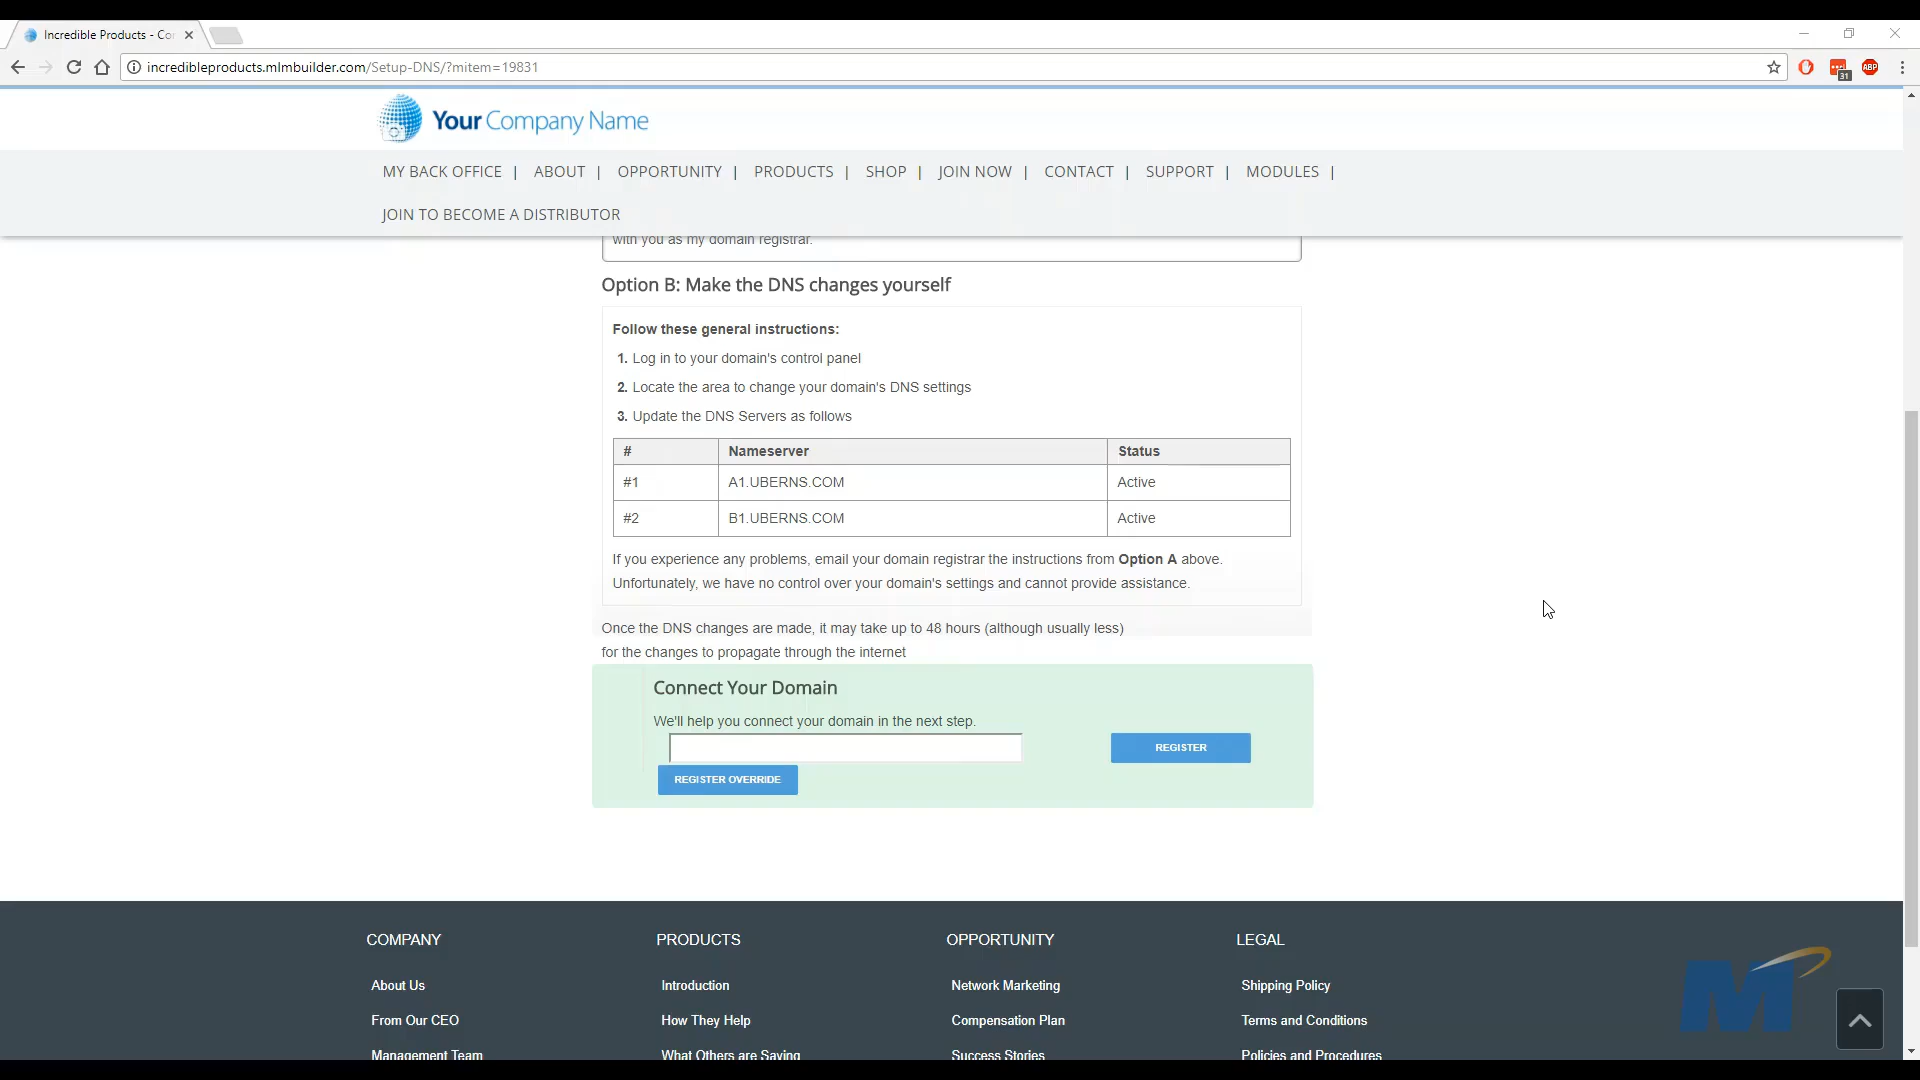 Incredible Products - Co
incredibleproducts.mlmbuilder.com/Setup-DNS/?mitem=19831
31
ABP
Your Company Name
MY BACK OFFICE | ABOUT | OPPORTUNITY | PRODUCTS | SHOP | JOIN NOW | CONTACT | SUPPORT | MODULES |
JOIN TO BECOME A DISTRIBUTOR
with you as my domain registrar.
Option B: Make the DNS changes yourself
Follow these general instructions:
1. Log in to your domain's control panel
2. Locate the area to change your domain's DNS settings
3. Update the DNS Servers as follows
# Nameserver Status
#1 A1.UBERNS.COM Active
#2 B1.UBERNS.COM Active
If you experience any problems, email your domain registrar the instructions from Option A above.
Unfortunately, we have no control over your domain's settings and cannot provide assistance.
Once the DNS changes are made, it may take up to 48 hours (although usually less)
for the changes to propagate through the internet
Connect Your Domain
We'll help you connect your domain in the next step.
REGISTER
REGISTER OVERRIDE
COMPANY PRODUCTS OPPORTUNITY LEGAL
About Us Introduction Network Marketing Shipping Policy
From Our CEO How They Help Compensation Plan Terms and Conditions
Management Team What Others are Saying Success Stories Policies and Procedures
M